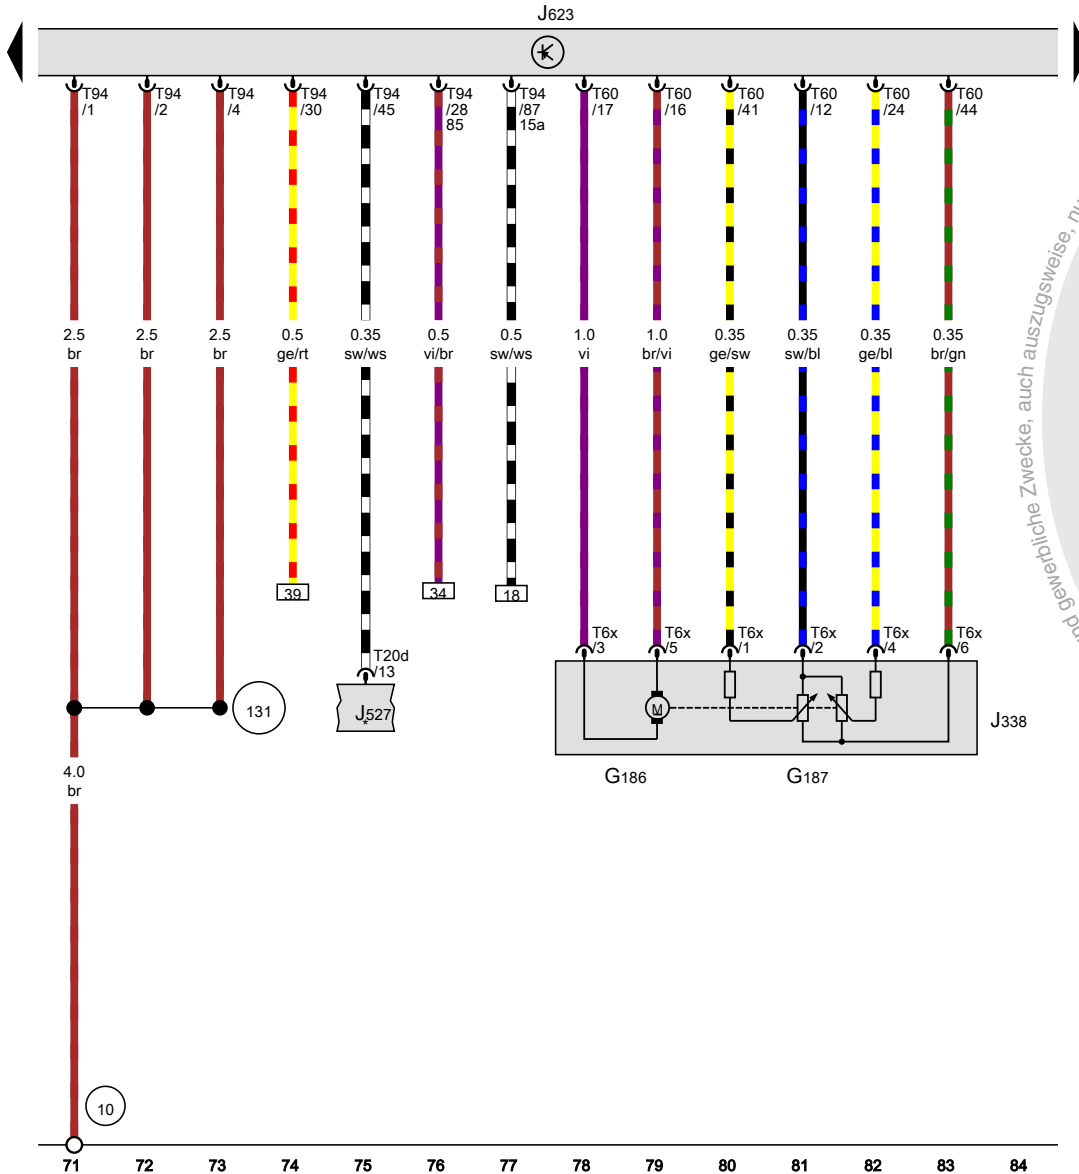 J623
T94
/1
T94
/2
T94
/4
T94
/30
T94
/45
T94
/28
85
T94
/87
15a
T60
/17
T60
/16
T60
/41
T60
/12
T60
/24
T60
/44
2.5
br
2.5
br
2.5
br
0.5
ge/rt
0.35
sw/ws
0.5
vi/br
0.5
sw/ws
1.0
vi
1.0
br/vi
0.35
ge/sw
0.35
sw/bl
0.35
ge/bl
0.35
br/gn
39
34
18
T20d
/13
T6x
/3
T6x
/5
T6x
/1
T6x
/2
T6x
/4
T6x
/6
131
J527
*
M
J338
G186
G187
4.0
br
10
71 72 73 74 75 76 77 78 79 80 81 82 83 84
gewerbliche Zwecke, auch auszugsweise,